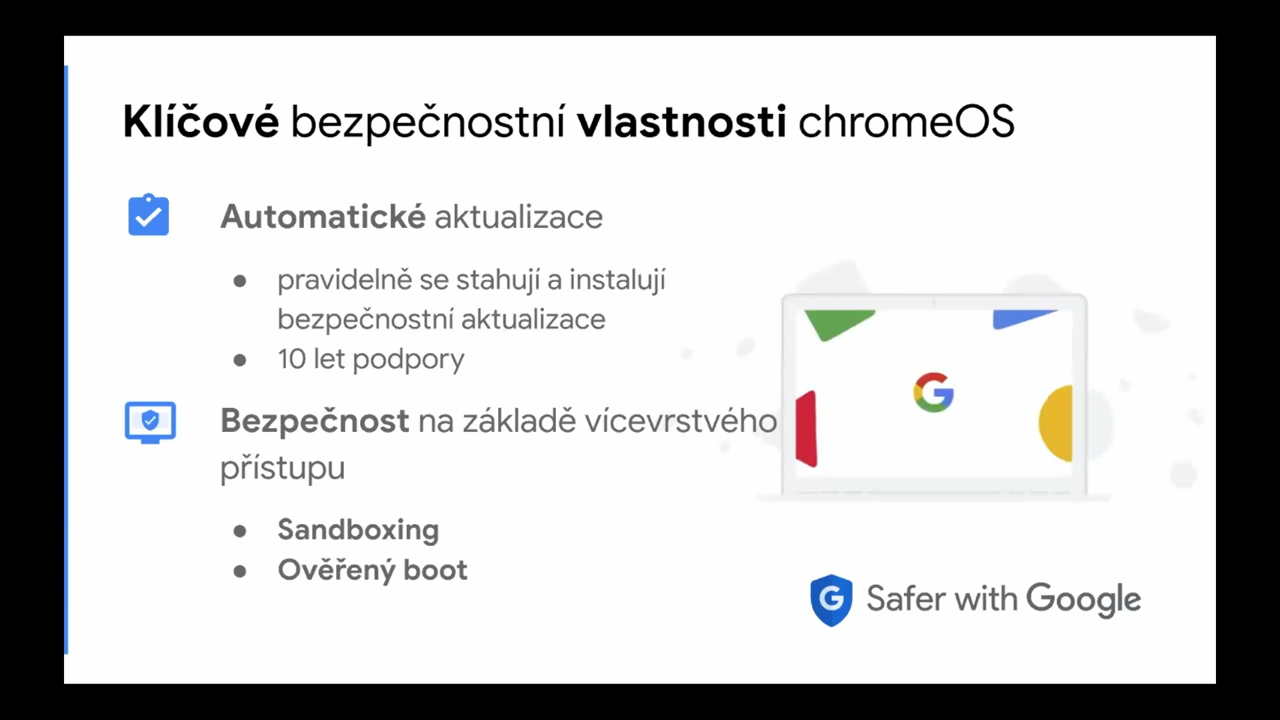 Klíčové bezpečnostní vlastnosti chromeOS
Automatické aktualizace
● pravidelně se stahují a instalují
bezpečnostní aktualizace
● 10 let podpory
Bezpečnost na základě vícevrstvého
přístupu
● Sandboxing
● Ověřený boot
G
G Safer with Google